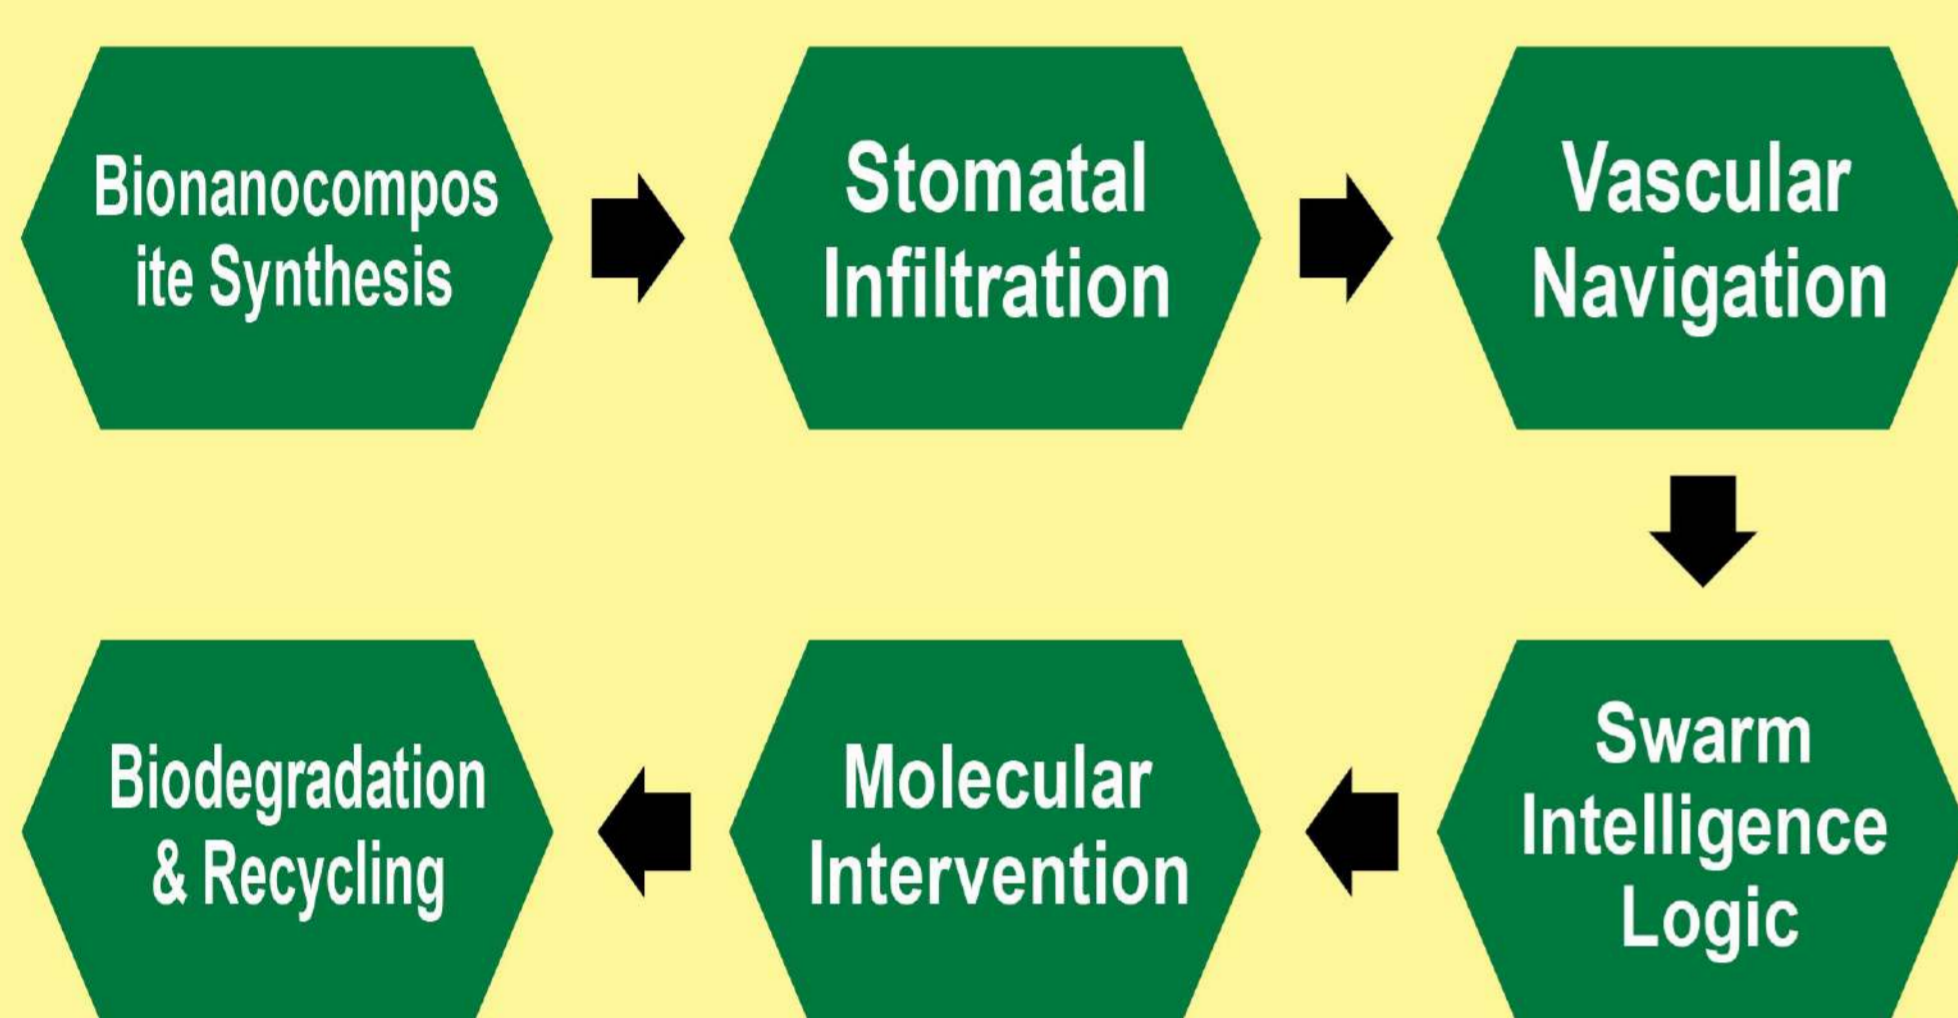 Bionanocompos
ite Synthesis
Stomatal
Infiltration
Vascular
Navigation
Swarm
Intelligence
Logic
Molecular
Intervention
Biodegradation
& Recycling